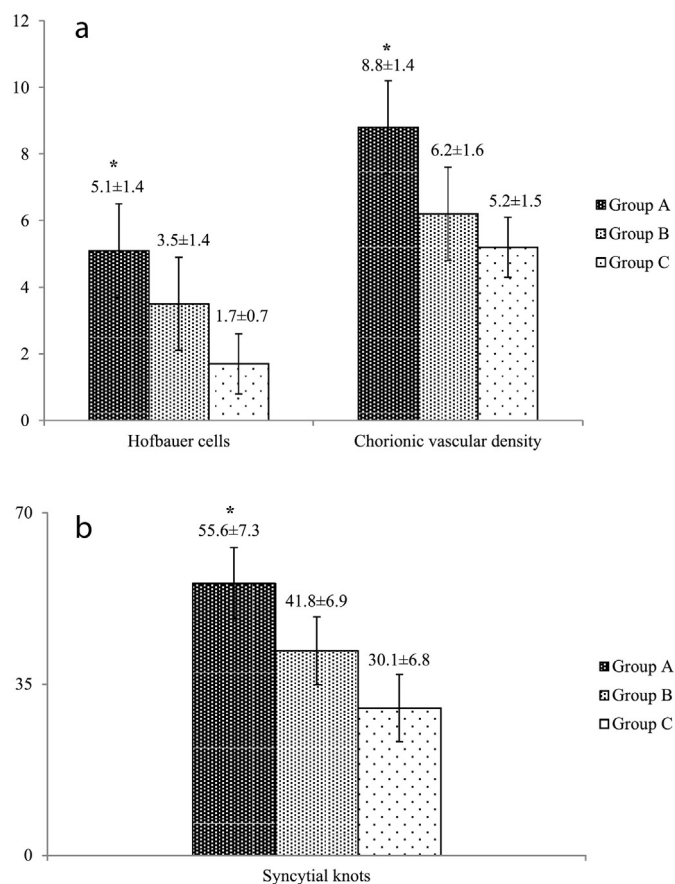 a
12
10
8
6
4
2
0
*
5.1±1.4
3.5±1.4
1.7±0.7
*
8.8±1.4
6.2±1.6
5.2±1.5
Hofbauer cells
Chorionic vascular density
Group A
Group B
Group C
b
70
35
0
*
55.6±7.3
41.8±6.9
30.1±6.8
Syncytial knots
Group A
Group B
Group C